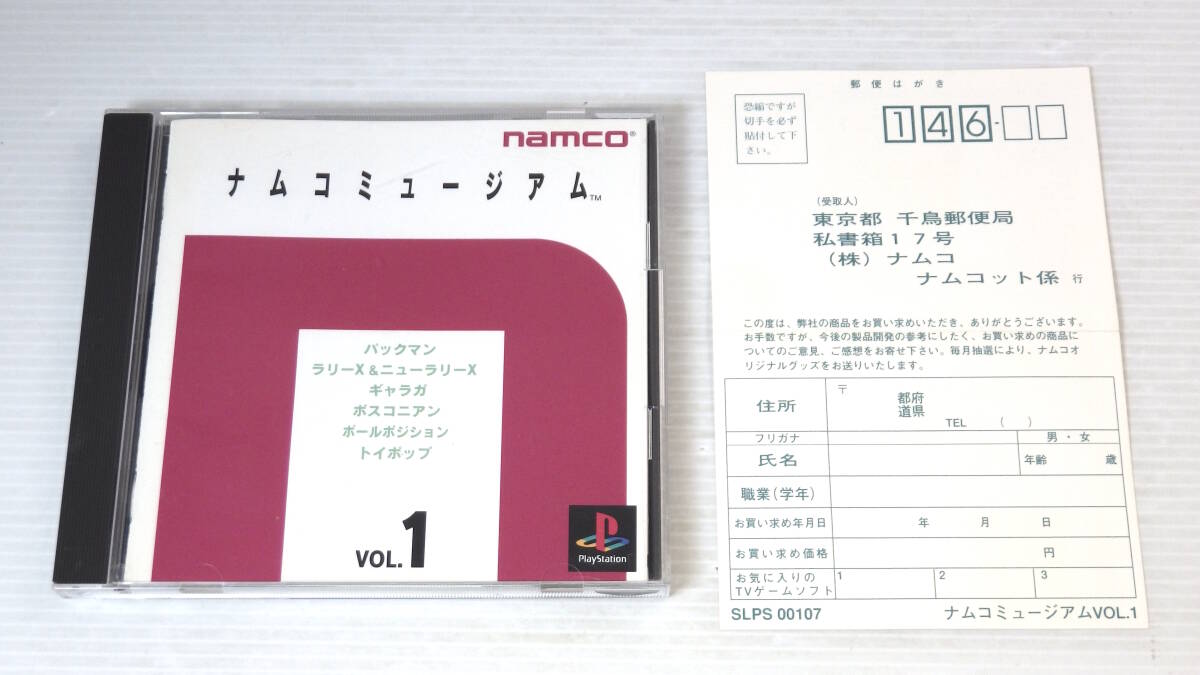 namco®
ナムコミュージアム™
パックマン
ラリーX&ニューラリーX
ギャラガ
ボスコニアン
ポールポジション
トイポップ
VOL.1
PlayStation
郵便はがき
恐縮ですが
切手を必ず
貼付して下
さい。
146-
(受取人)
東京都 千鳥郵便局
私書箱17号
(株)ナムコ
ナムコット係 行
この度は、弊社の商品をお買い求めいただき、ありがとうございます。
お手数ですが、今後の製品開発の参考にしたく、お買い求めの商品に
ついてのご意見、ご感想をお寄せ下さい。毎月抽選により、ナムコオ
リジナルグッズをお送りいたします。
住所 〒 都府
道県
TEL ( )
フリガナ 男・女
氏名 年齢 歳
職業(学年)
お買い求め年月日 年 月 日
お買い求め価格 円
お気に入りの 1 2 3
TVゲームソフト
SLPS 00107 ナムコミュージアムVOL.1